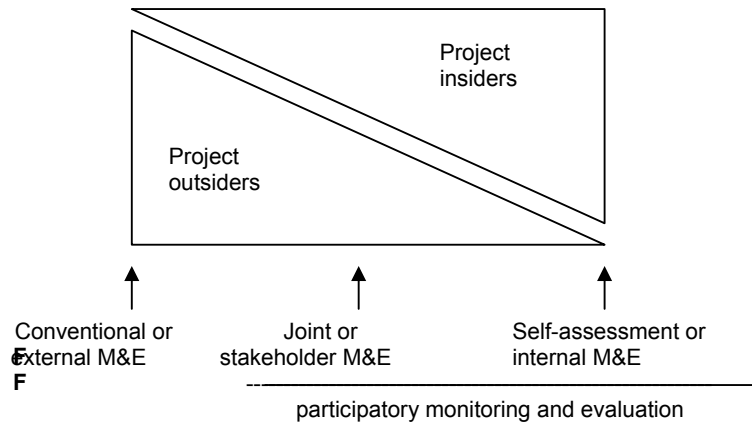 Project
insiders
Project
outsiders
Conventional or
external M&E
Joint or
stakeholder M&E
Self-assessment or
internal M&E
F
F
participatory monitoring and evaluation